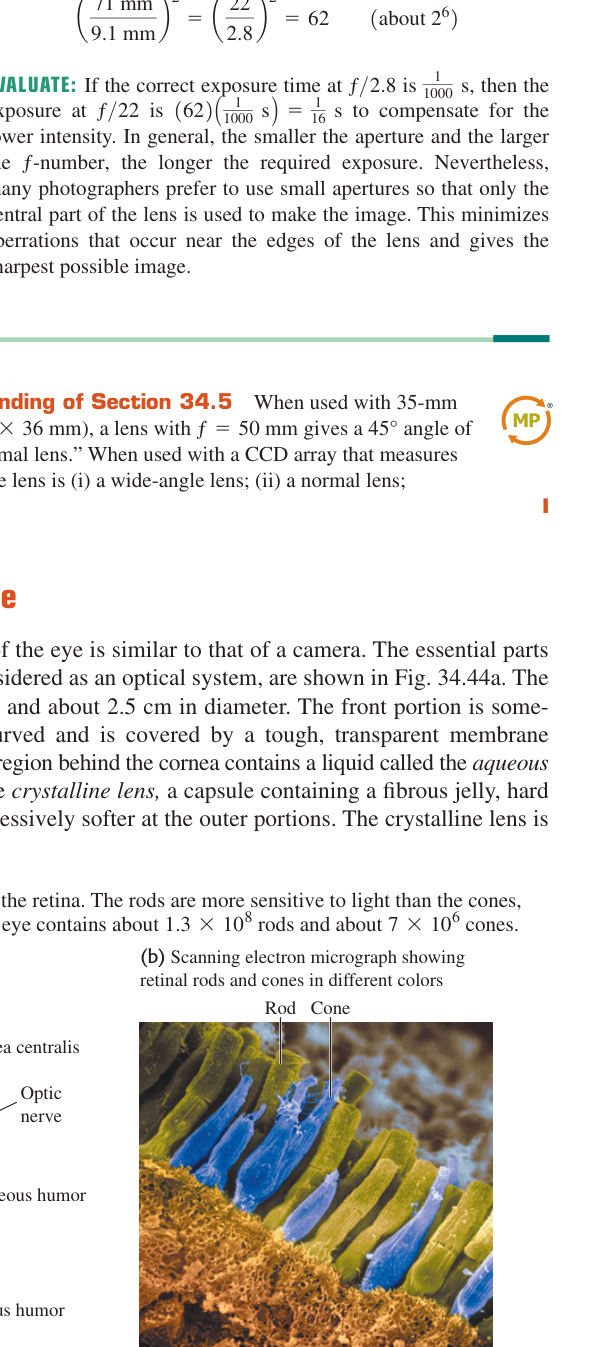 (71 mm / 9.1 mm)² = (22 / 2.8)² = 62 (about 2⁶)
VALUATE: If the correct exposure time at f/2.8 is 1/1000 s, then the
xposure at f/22 is (62)(1/1000 s) = 1/16 s to compensate for the
ower intensity. In general, the smaller the aperture and the larger
e f-number, the longer the required exposure. Nevertheless,
any photographers prefer to use small apertures so that only the
entral part of the lens is used to make the image. This minimizes
berrations that occur near the edges of the lens and gives the
harpest possible image.
nding of Section 34.5 When used with 35-mm
× 36 mm), a lens with f = 50 mm gives a 45° angle of
mal lens.” When used with a CCD array that measures
e lens is (i) a wide-angle lens; (ii) a normal lens;
MP®
e
f the eye is similar to that of a camera. The essential parts
sidered as an optical system, are shown in Fig. 34.44a. The
and about 2.5 cm in diameter. The front portion is some-
urved and is covered by a tough, transparent membrane
region behind the cornea contains a liquid called the aqueous
e crystalline lens, a capsule containing a fibrous jelly, hard
essively softer at the outer portions. The crystalline lens is
the retina. The rods are more sensitive to light than the cones,
eye contains about 1.3 × 10⁸ rods and about 7 × 10⁶ cones.
(b) Scanning electron micrograph showing
retinal rods and cones in different colors
Rod Cone
ea centralis
Optic
nerve
eous humor
us humor